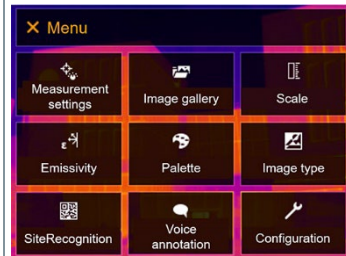 × Menu
Measurement
settings
Image gallery
Scale
ε
Emissivity
Palette
Image type
SiteRecognition
Voice
annotation
Configuration